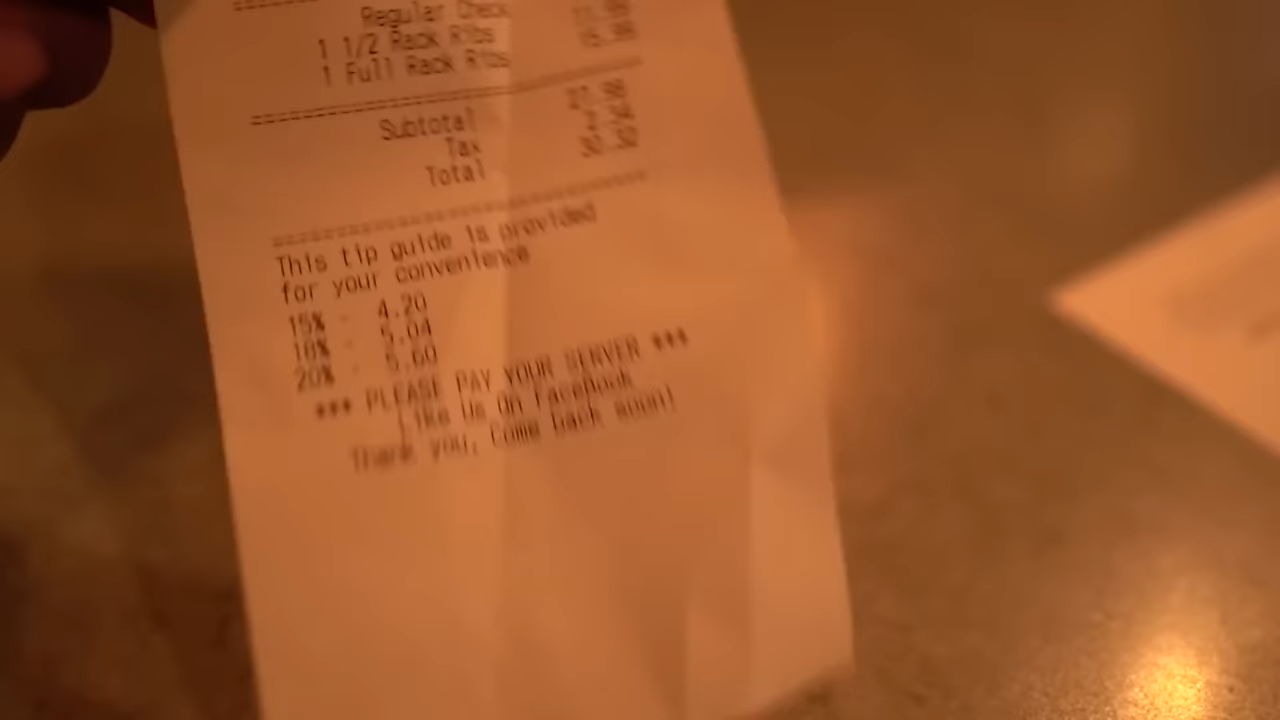 Regular Check
1 1/2 Rack Ribs
1 Full Rack Ribs 15.99
Subtotal
Tax
Total
This tip guide is provided
for your convenience
15% - 4.20
18% - 5.04
20% - 5.60
*** PLEASE PAY YOUR SERVER ***
Like Us On Facebook
Thank you, Come back soon!